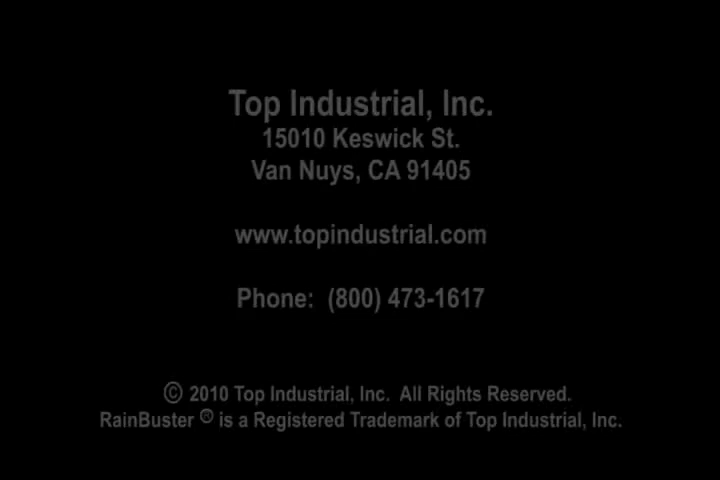 Top Industrial, Inc.
15010 Keswick St.
Van Nuys, CA 91405
www.topindustrial.com
Phone:  (800) 473-1617
© 2010 Top Industrial, Inc.  All Rights Reserved.
RainBuster ® is a Registered Trademark of Top Industrial, Inc.